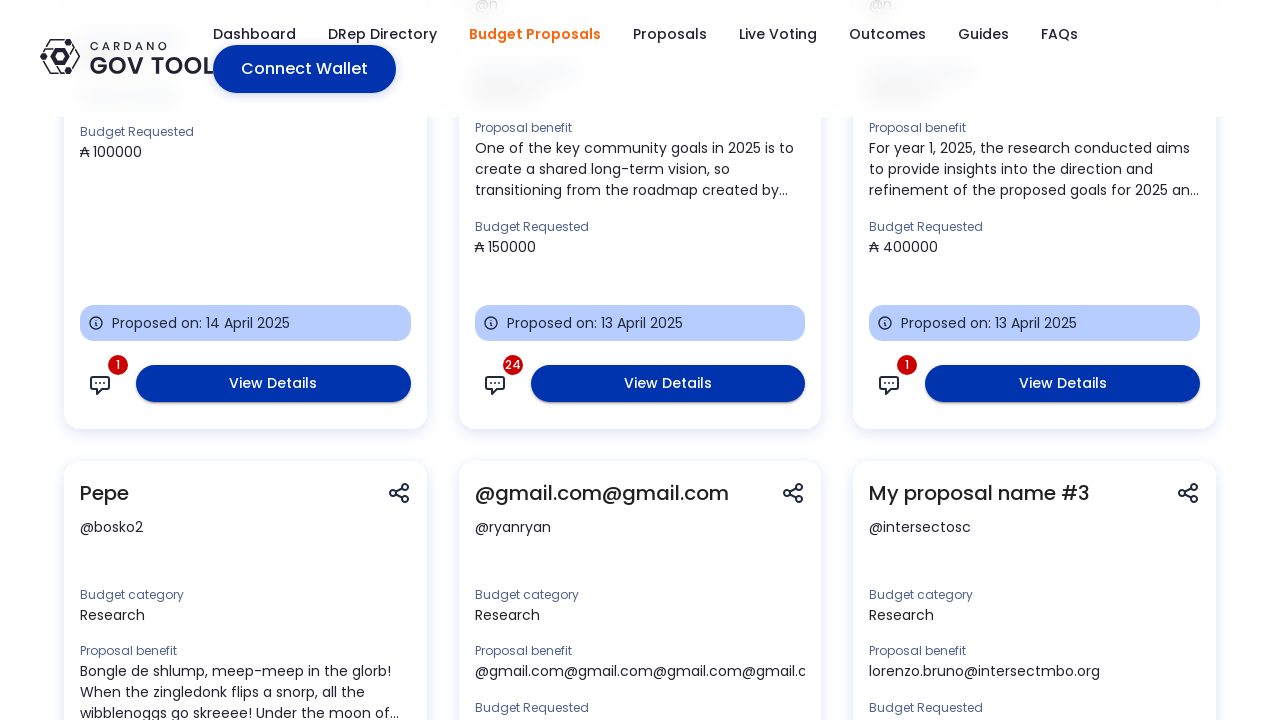 CARDANO
GOV TOOL
Dashboard
DRep Directory
Budget Proposals
Proposals
Live Voting
Outcomes
Guides
FAQs
Connect Wallet
Budget Requested
₳ 100000
Proposed on: 14 April 2025
1
View Details
Proposal benefit
One of the key community goals in 2025 is to
create a shared long-term vision, so
transitioning from the roadmap created by...
Budget Requested
₳ 150000
Proposed on: 13 April 2025
24
View Details
Proposal benefit
For year 1, 2025, the research conducted aims
to provide insights into the direction and
refinement of the proposed goals for 2025 an...
Budget Requested
₳ 400000
Proposed on: 13 April 2025
1
View Details
Pepe
@bosko2
Budget category
Research
Proposal benefit
Bongle de shlump, meep-meep in the glorb!
When the zingledonk flips a snorp, all the
wibblenoggs go skreeee! Under the moon of...
@gmail.com@gmail.com
@ryanryan
Budget category
Research
Proposal benefit
@gmail.com@gmail.com@gmail.com@gmail.c
Budget Requested
My proposal name #3
@intersectosc
Budget category
Research
Proposal benefit
lorenzo.bruno@intersectmbo.org
Budget Requested